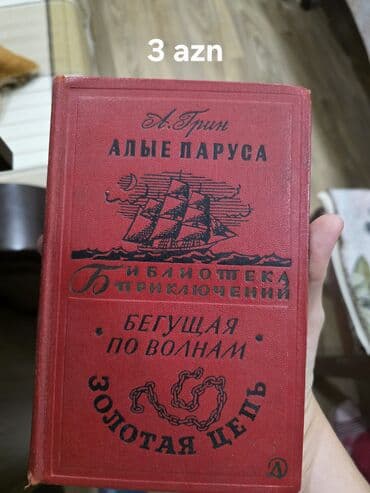 3 azn
А. Грин
АЛЫЕ ПАРУСА
БИБЛИОТЕКА
ПРИКЛЮЧЕНИЙ
БЕГУЩАЯ
ПО ВОЛНАМ
ЗОЛОТАЯ ЦЕПЬ
Д